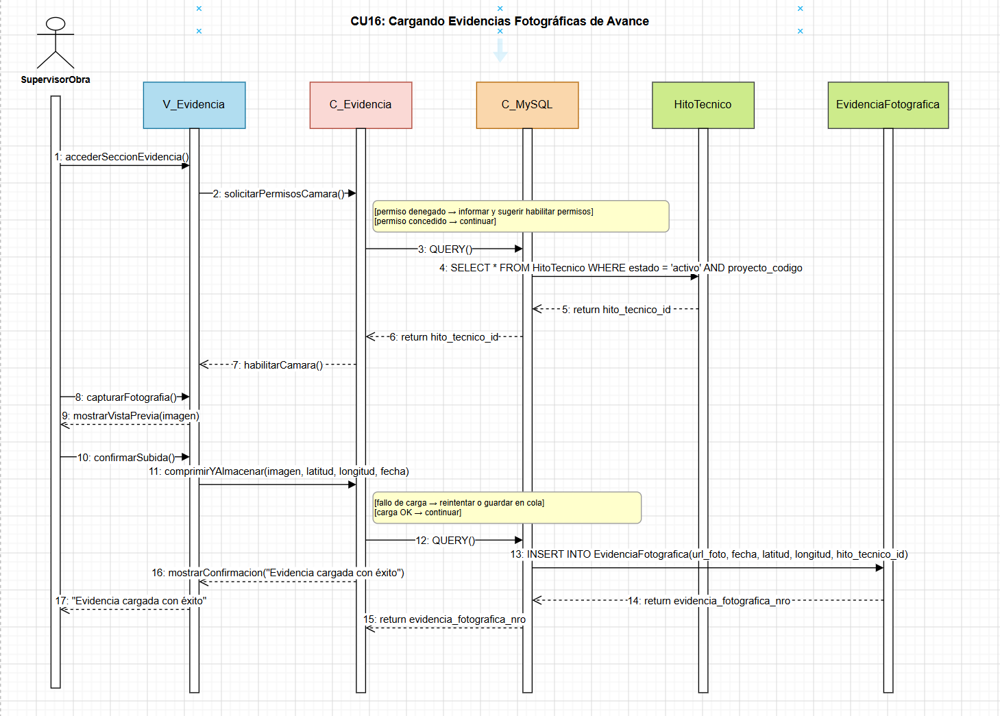 CU16: Cargando Evidencias Fotográficas de Avance
SupervisorObra
V_Evidencia
C_Evidencia
C_MySQL
HitoTecnico
EvidenciaFotografica
1: accederSeccionEvidencia()
2: solicitarPermisosCamara()
[permiso denegado → informar y sugerir habilitar permisos]
[permiso concedido → continuar]
3: QUERY()
4: SELECT * FROM HitoTecnico WHERE estado = 'activo' AND proyecto_codigo
5: return hito_tecnico_id
6: return hito_tecnico_id
7: habilitarCamara()
8: capturarFotografia()
9: mostrarVistaPrevia(imagen)
10: confirmarSubida()
11: comprimirYAlmacenar(imagen, latitud, longitud, fecha)
[fallo de carga → reintentar o guardar en cola]
[carga OK → continuar]
12: QUERY()
13: INSERT INTO EvidenciaFotografica(url_foto, fecha, latitud, longitud, hito_tecnico_id)
16: mostrarConfirmacion("Evidencia cargada con éxito")
17: "Evidencia cargada con éxito"
14: return evidencia_fotografica_nro
15: return evidencia_fotografica_nro